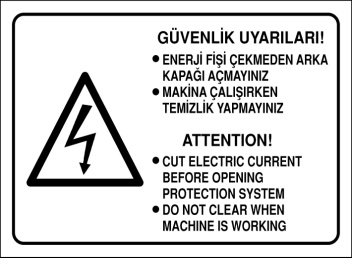 GÜVENLİK UYARILARI!
● ENERJİ FİŞİ ÇEKMEDEN ARKA
KAPAĞI AÇMAYINIZ
● MAKİNA ÇALIŞIRKEN
TEMİZLİK YAPMAYINIZ
ATTENTION!
● CUT ELECTRIC CURRENT
BEFORE OPENING
PROTECTION SYSTEM
● DO NOT CLEAR WHEN
MACHINE IS WORKING